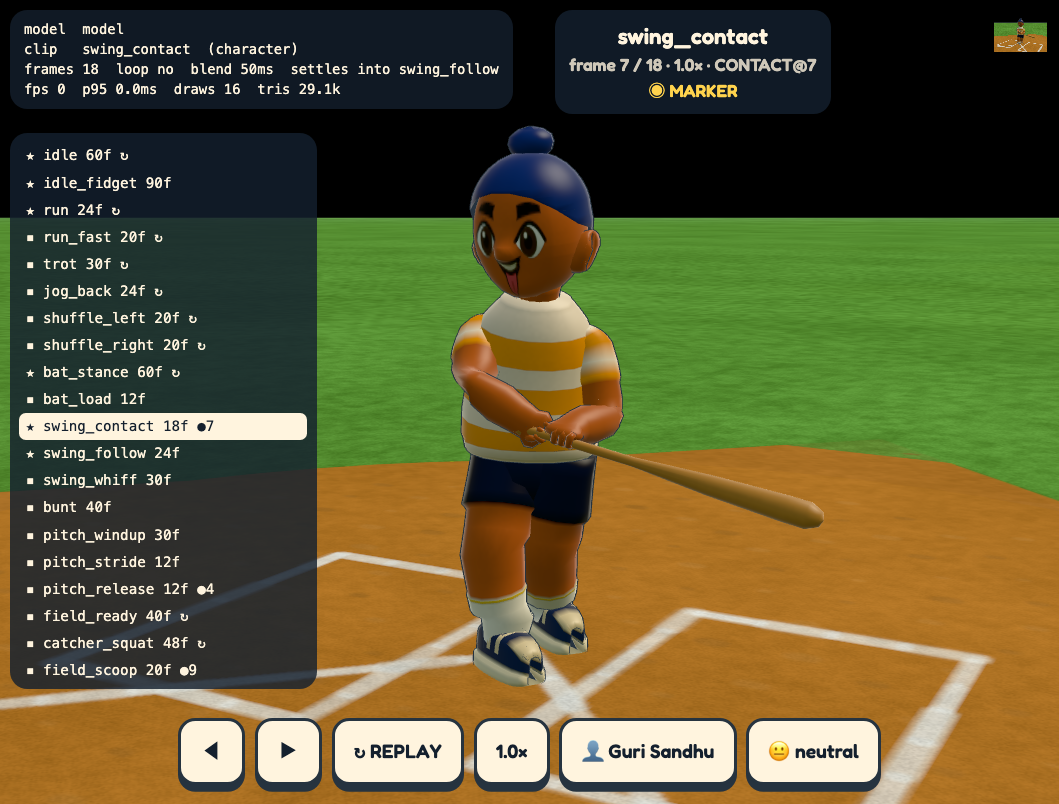 model  model
clip   swing_contact  (character)
frames 18  loop no  blend 50ms  settles into swing_follow
fps 0  p95 0.0ms  draws 16  tris 29.1k
swing_contact
frame 7 / 18 · 1.0× · CONTACT@7
◉ MARKER
★ idle 60f ↻
★ idle_fidget 90f
★ run 24f ↻
▪ run_fast 20f ↻
▪ trot 30f ↻
▪ jog_back 24f ↻
▪ shuffle_left 20f ↻
▪ shuffle_right 20f ↻
★ bat_stance 60f ↻
▪ bat_load 12f
★ swing_contact 18f ●7
★ swing_follow 24f
▪ swing_whiff 30f
▪ bunt 40f
▪ pitch_windup 30f
▪ pitch_stride 12f
▪ pitch_release 12f ●4
▪ field_ready 40f ↻
▪ catcher_squat 48f ↻
▪ field_scoop 20f ●9
◀ ▶ ↻ REPLAY 1.0× 👤 Guri Sandhu 😐 neutral